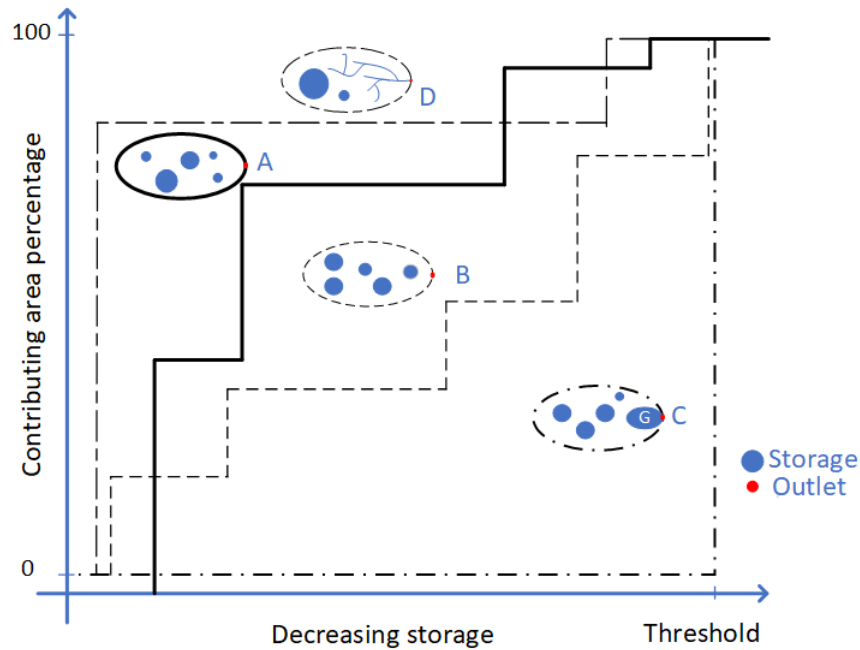 100
D
A
Contributing area percentage
B
G
C
Storage
Outlet
0
Decreasing storage
Threshold